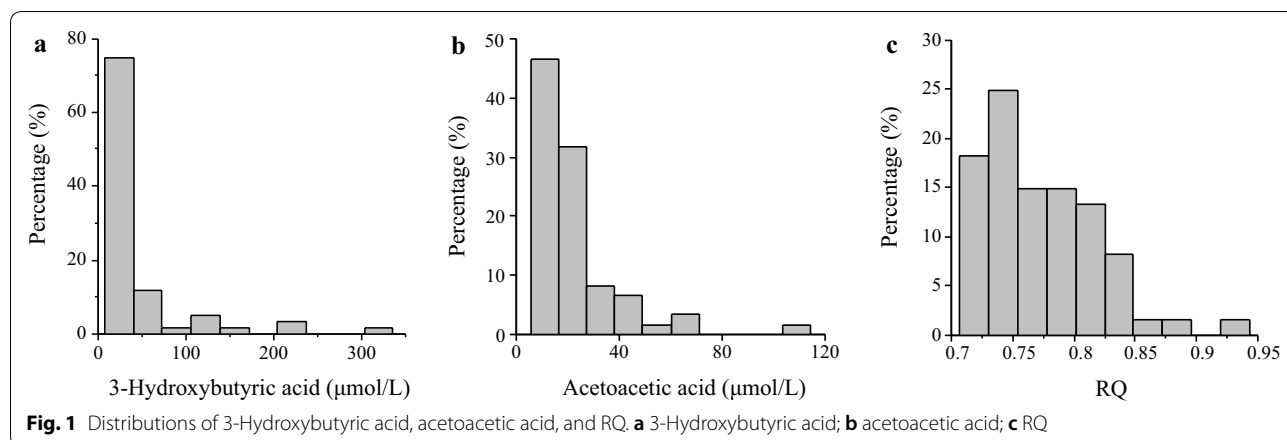 a
80
60
40
20
0
Percentage (%)
0 100 200 300
3-Hydroxybutyric acid (μmol/L)
b
50
40
30
20
10
0
Percentage (%)
0 40 80 120
Acetoacetic acid (μmol/L)
c
30
25
20
15
10
5
0
Percentage (%)
0.7 0.75 0.8 0.85 0.9 0.95
RQ
Fig. 1 Distributions of 3-Hydroxybutyric acid, acetoacetic acid, and RQ. a 3-Hydroxybutyric acid; b acetoacetic acid; c RQ